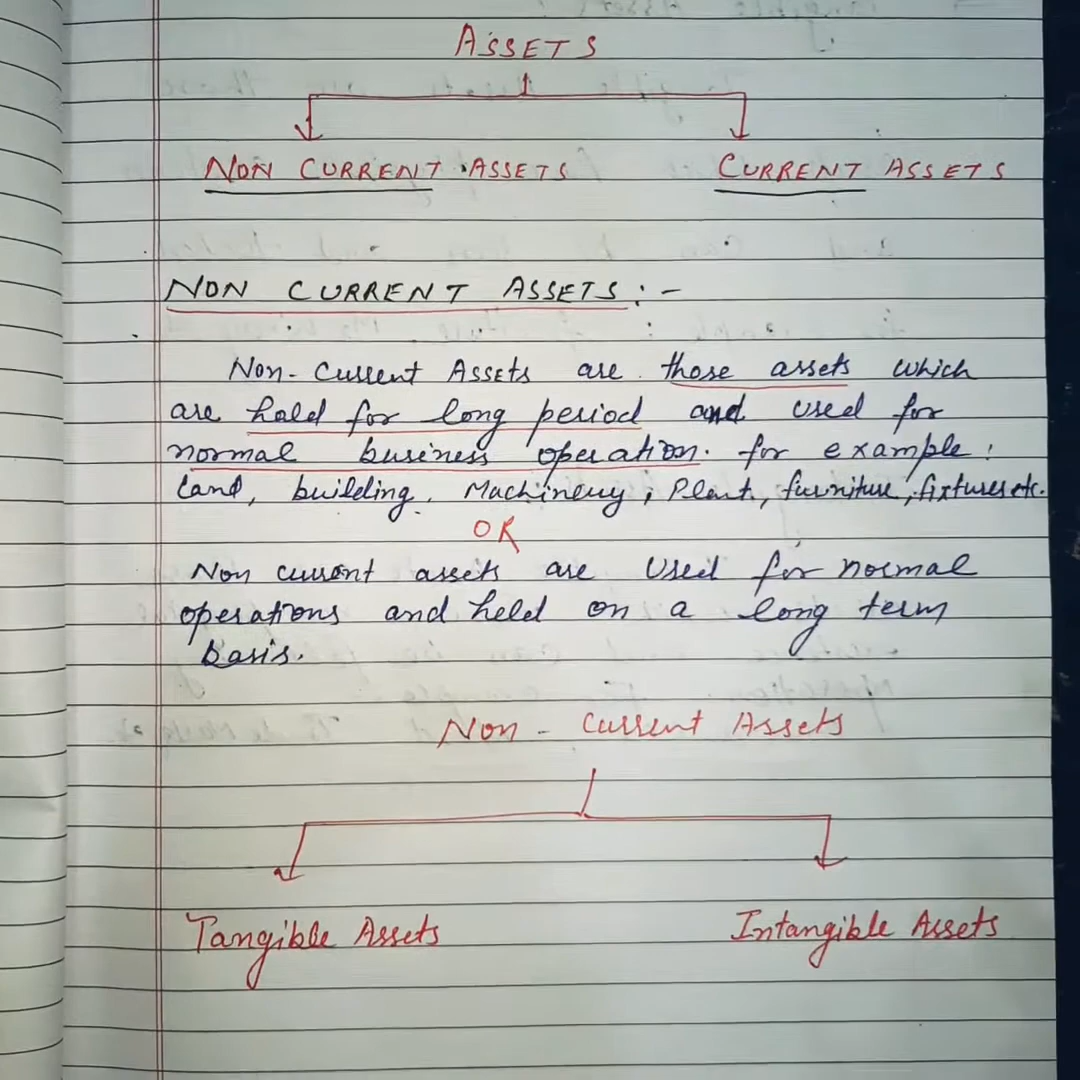 ASSETS
NON CURRENT ASSETS CURRENT ASSETS
NON CURRENT ASSETS:-
Non-Current Assets are those assets which
are hald for long period and used for
normal business operation. for example:
Land, building, Machinery, Plant, furniture, fixtures etc.
OR
Non current assets are Used for normal
operations and held on a long term
basis.
Non - Current Assets
Tangible Assets Intangible Assets